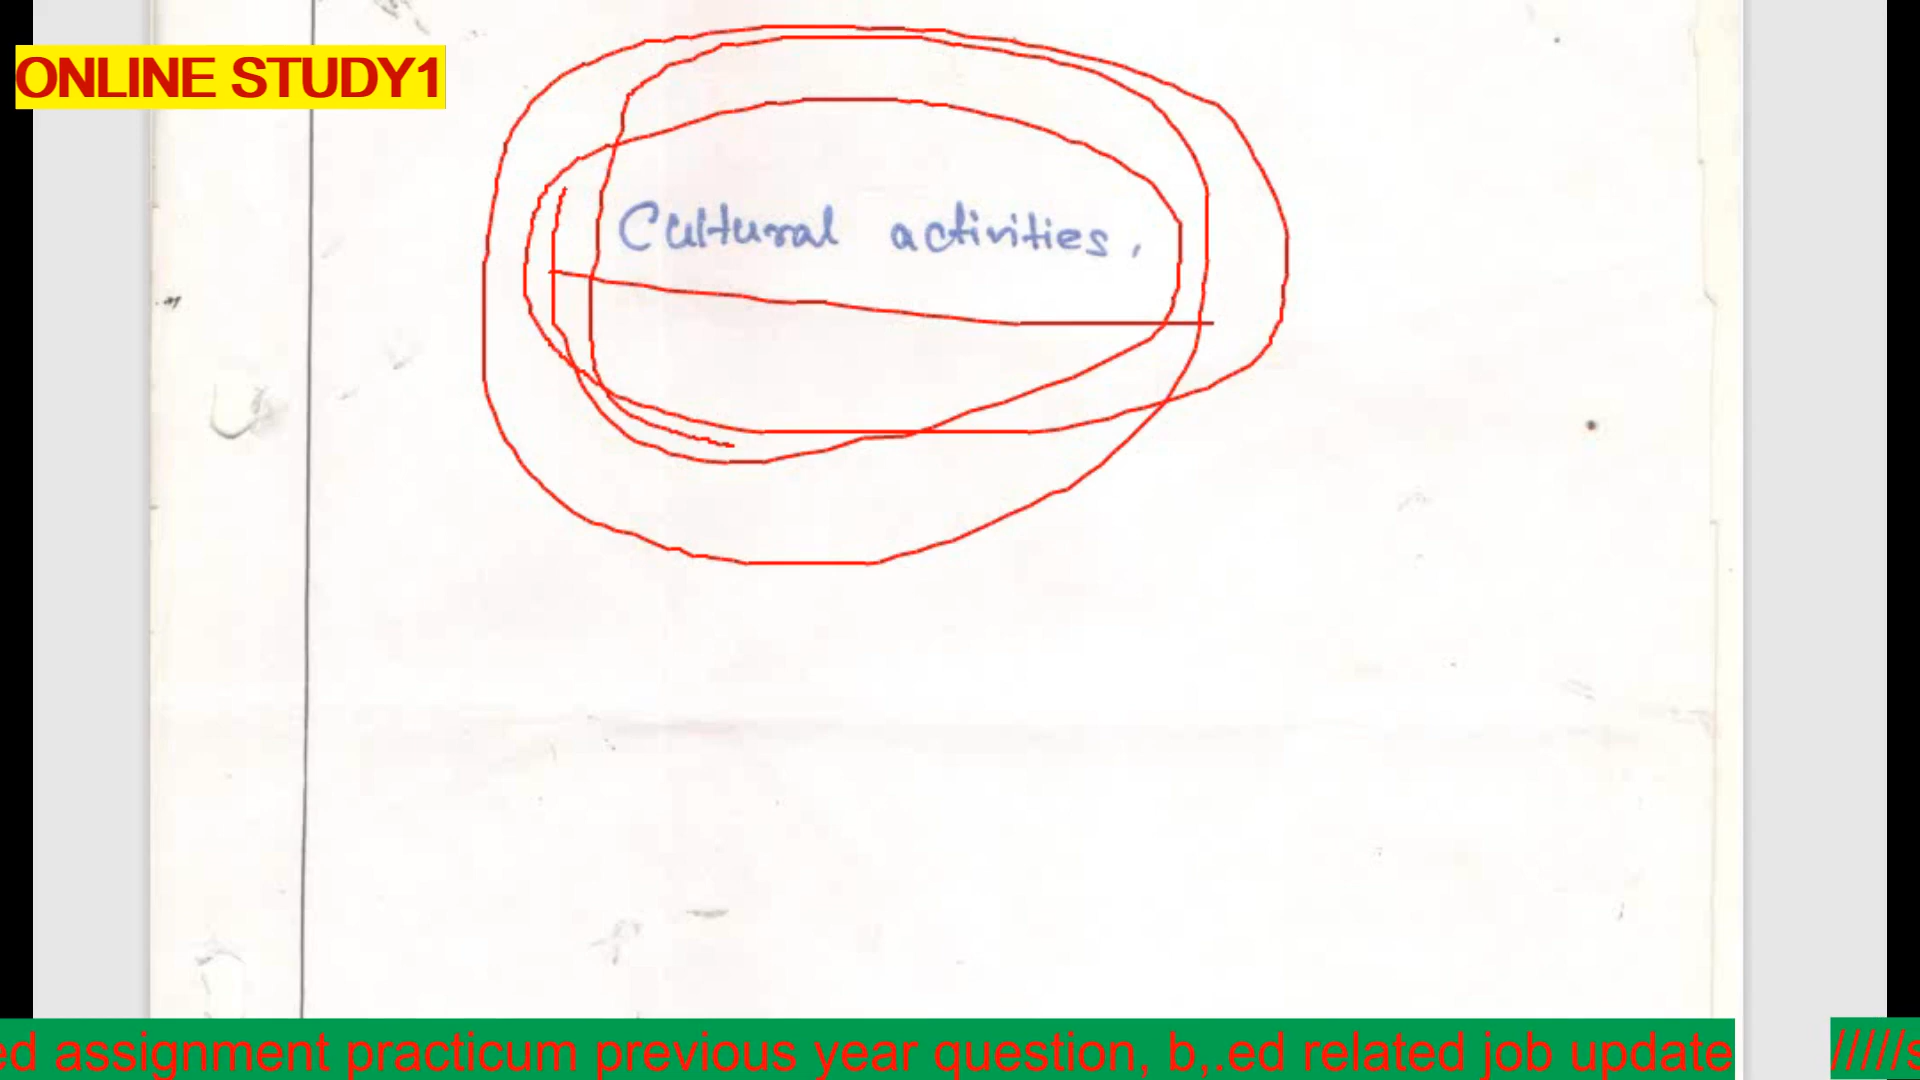 ONLINE STUDY1
Cultural activities,
ed assignment practicum previous year question, b,.ed related job update /////s